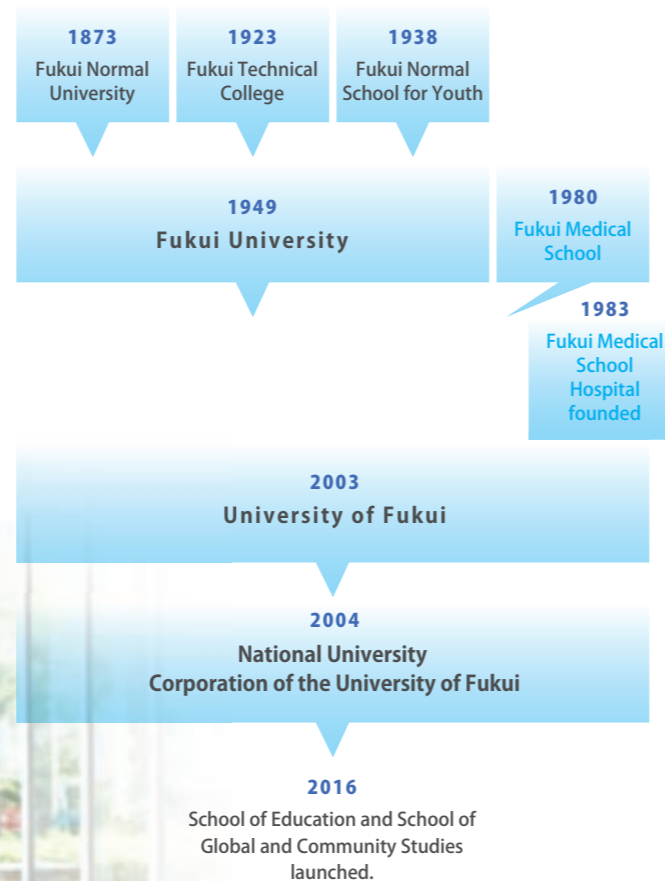 1873
Fukui Normal
University
1923
Fukui Technical
College
1938
Fukui Normal
School for Youth
1949
Fukui University
1980
Fukui Medical
School
1983
Fukui Medical
School
Hospital
founded
2003
University of Fukui
2004
National University
Corporation of the University of Fukui
2016
School of Education and School of
Global and Community Studies
launched.